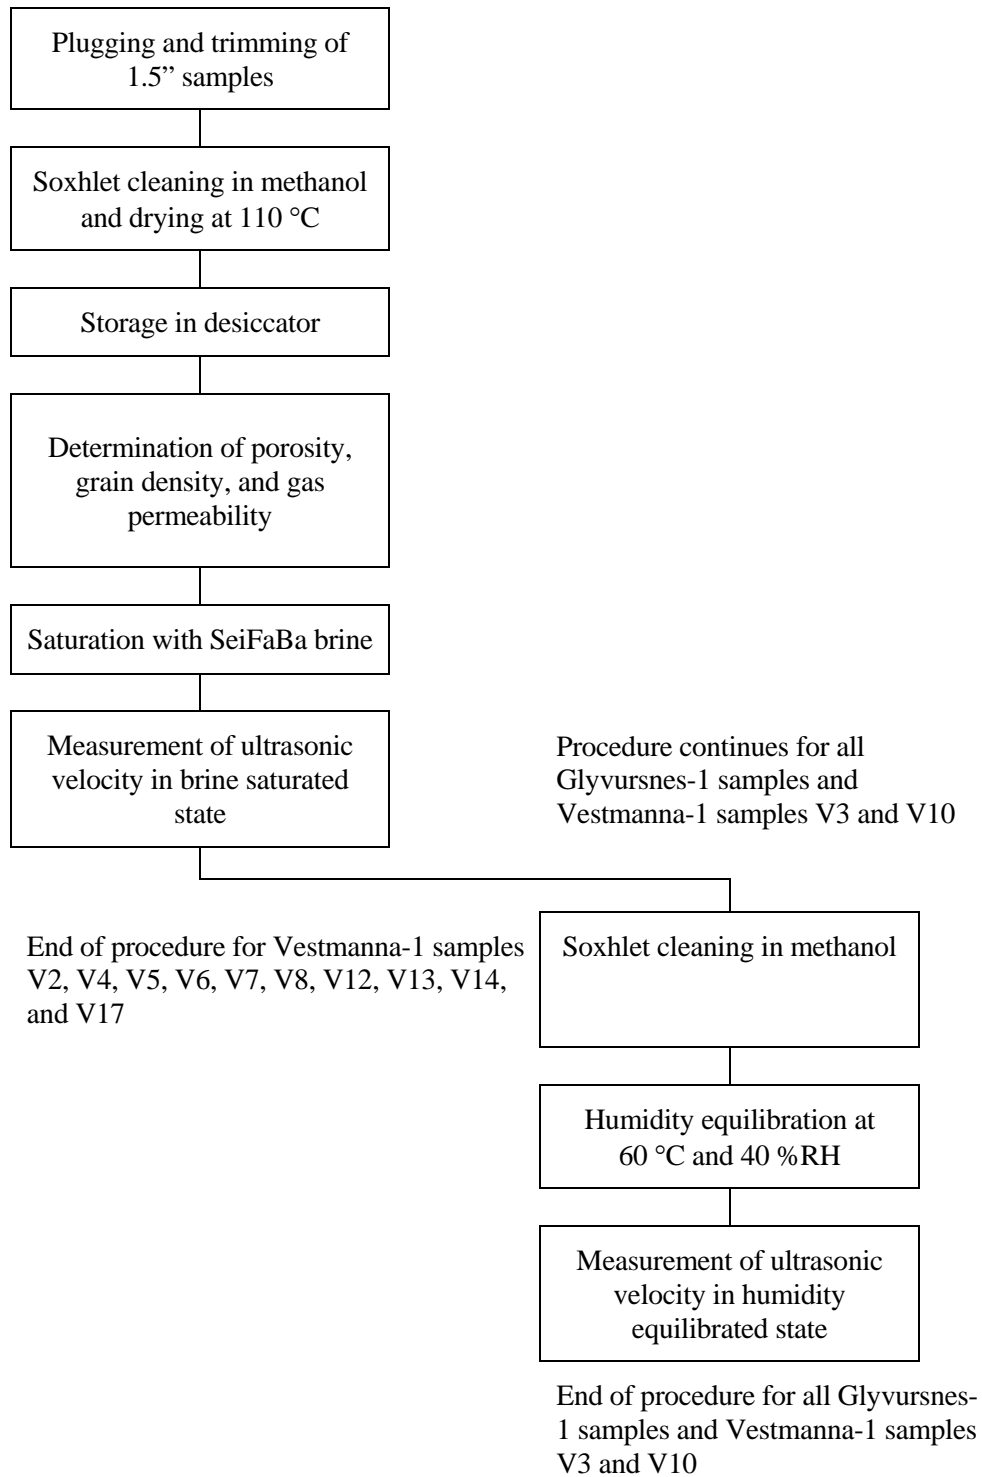 Plugging and trimming of
1.5” samples
Soxhlet cleaning in methanol
and drying at 110 °C
Storage in desiccator
Determination of porosity,
grain density, and gas
permeability
Saturation with SeiFaBa brine
Measurement of ultrasonic
velocity in brine saturated
state
Procedure continues for all
Glyvursnes-1 samples and
Vestmanna-1 samples V3 and V10
End of procedure for Vestmanna-1 samples
V2, V4, V5, V6, V7, V8, V12, V13, V14,
and V17
Soxhlet cleaning in methanol
Humidity equilibration at
60 °C and 40 %RH
Measurement of ultrasonic
velocity in humidity
equilibrated state
End of procedure for all Glyvursnes-
1 samples and Vestmanna-1 samples
V3 and V10